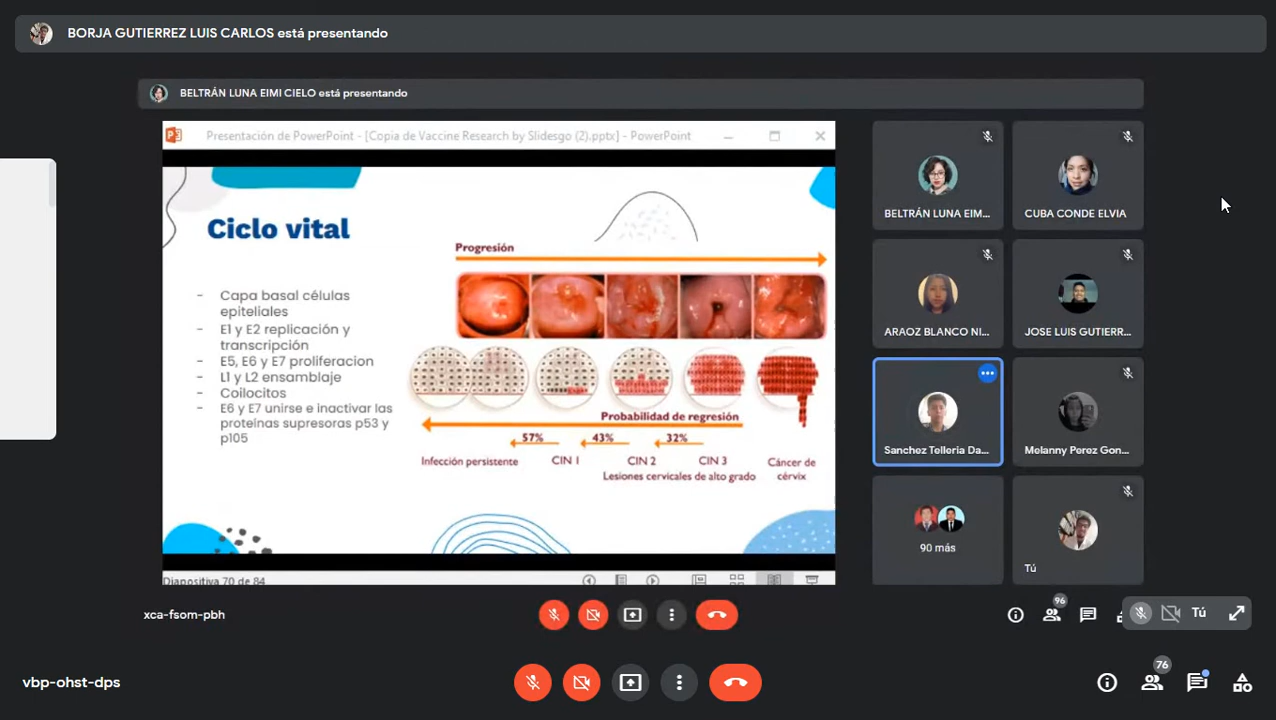 BORJA GUTIERREZ LUIS CARLOS está presentando
BELTRÁN LUNA EIMI CIELO está presentando
Presentación de PowerPoint - [Copia de Vaccine Research by Slidesgo (2).pptx] - PowerPoint
Ciclo vital
- Capa basal células
epiteliales
- E1 y E2 replicación y
transcripción
- E5, E6 y E7 proliferacion
- L1 y L2 ensamblaje
- Coilocitos
- E6 y E7 unirse e inactivar las
proteínas supresoras p53 y
p105
Progresión
Probabilidad de regresión
57% 43% 32%
Infección persistente CIN 1 CIN 2 CIN 3 Cáncer de
cérvix
Lesiones cervicales de alto grado
Diapositiva 70 de 84
BELTRÁN LUNA EIM... CUBA CONDE ELVIA
ARAOZ BLANCO NI... JOSE LUIS GUTIERR...
Sanchez Telleria Da... Melanny Perez Gon...
90 más Tú
xca-fsom-pbh 96 Tú
vbp-ohst-dps 76